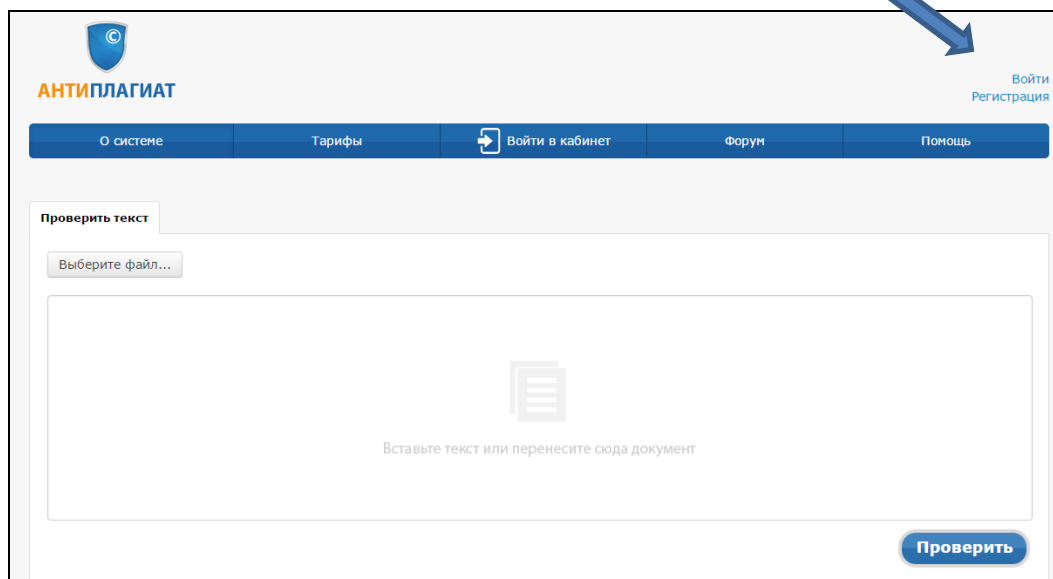 ©
АНТИПЛАГИАТ
Войти
Регистрация
О системе Тарифы Войти в кабинет Форум Помощь
Проверить текст
Выберите файл...
Вставьте текст или перенесите сюда документ
Проверить